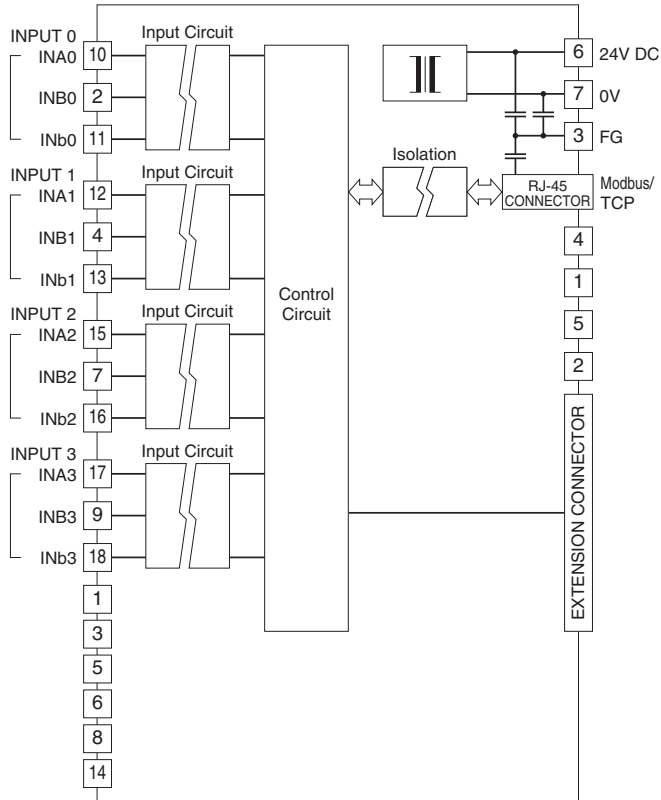 INPUT 0
INA0 10
INB0 2
INb0 11
Input Circuit
INPUT 1
INA1 12
INB1 4
INb1 13
Input Circuit
INPUT 2
INA2 15
INB2 7
INb2 16
Input Circuit
INPUT 3
INA3 17
INB3 9
INb3 18
Input Circuit
1
3
5
6
8
14
Control
Circuit
Isolation
6 24V DC
7 0V
3 FG
RJ-45
CONNECTOR
Modbus/
TCP
4
1
5
2
EXTENSION CONNECTOR